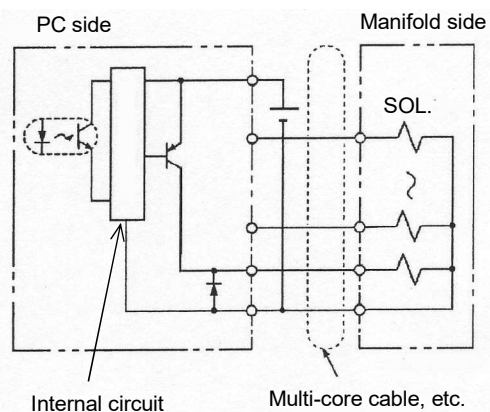 PC side
Manifold side
SOL.
Internal circuit
Multi-core cable, etc.